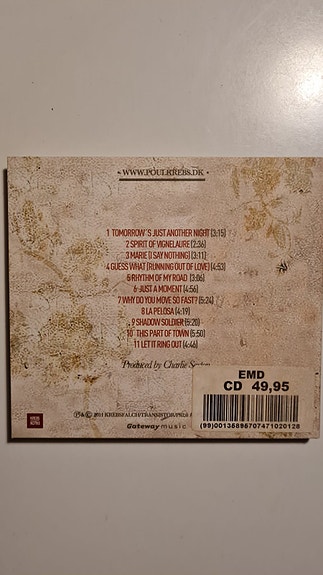 • WWW.POULKREBS.DK •
1 TOMORROW'S JUST ANOTHER NIGHT (3:15)
2 SPIRIT OF VIGNELAURE (2:36)
3 MARIE (I SAY NOTHING) (3:11)
4 GUESS WHAT (RUNNING OUT OF LOVE) (4:53)
5 RHYTHM OF MY ROAD (3:06)
6 JUST A MOMENT (4:56)
7 WHY DO YOU MOVE SO FAST? (5:24)
8 LA PELOSA (4:19)
9 SHADOW SOLDIER (5:20)
10 THIS PART OF TOWN (5:50)
11 LET IT RING OUT (4:46)
Produced by Charlie
EMD
CD 49,95
℗ & © 2011 KREBSFALCH/TRANSISTOR/
Gateway music